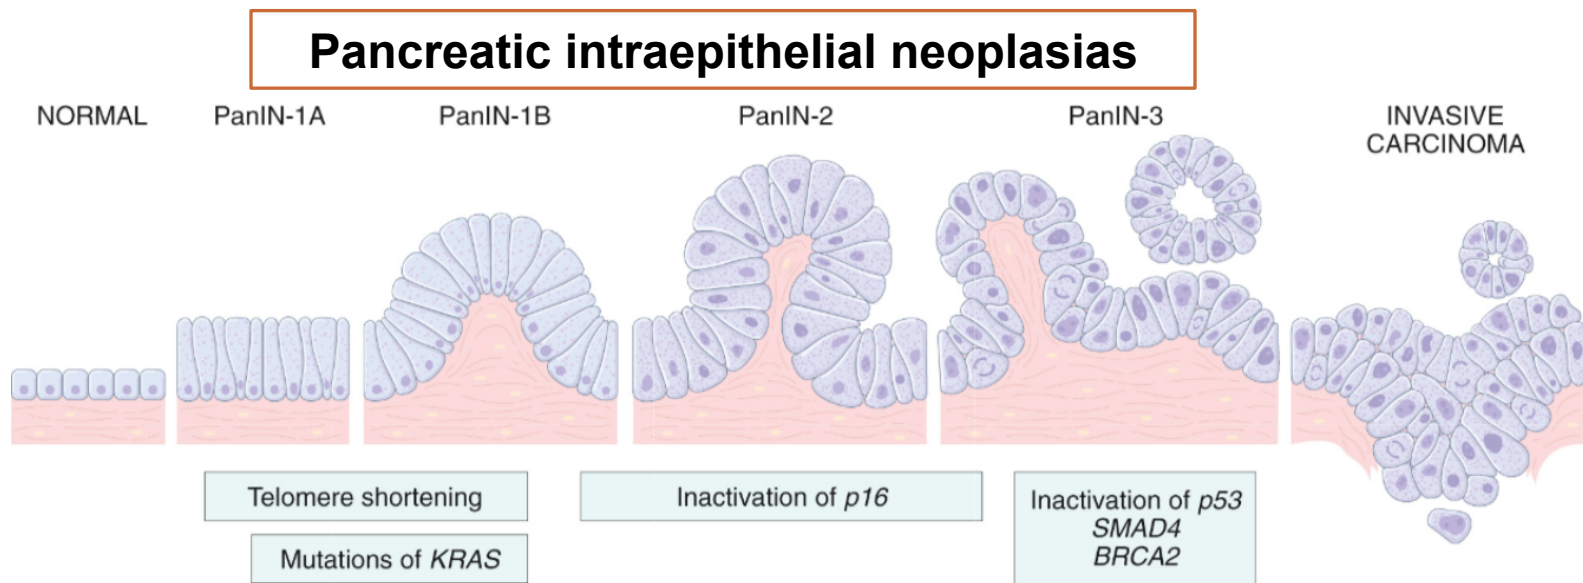 Pancreatic intraepithelial neoplasias
NORMAL
PanIN-1A
PanIN-1B
PanIN-2
PanIN-3
INVASIVE
CARCINOMA
Telomere shortening
Mutations of KRAS
Inactivation of p16
Inactivation of p53
SMAD4
BRCA2